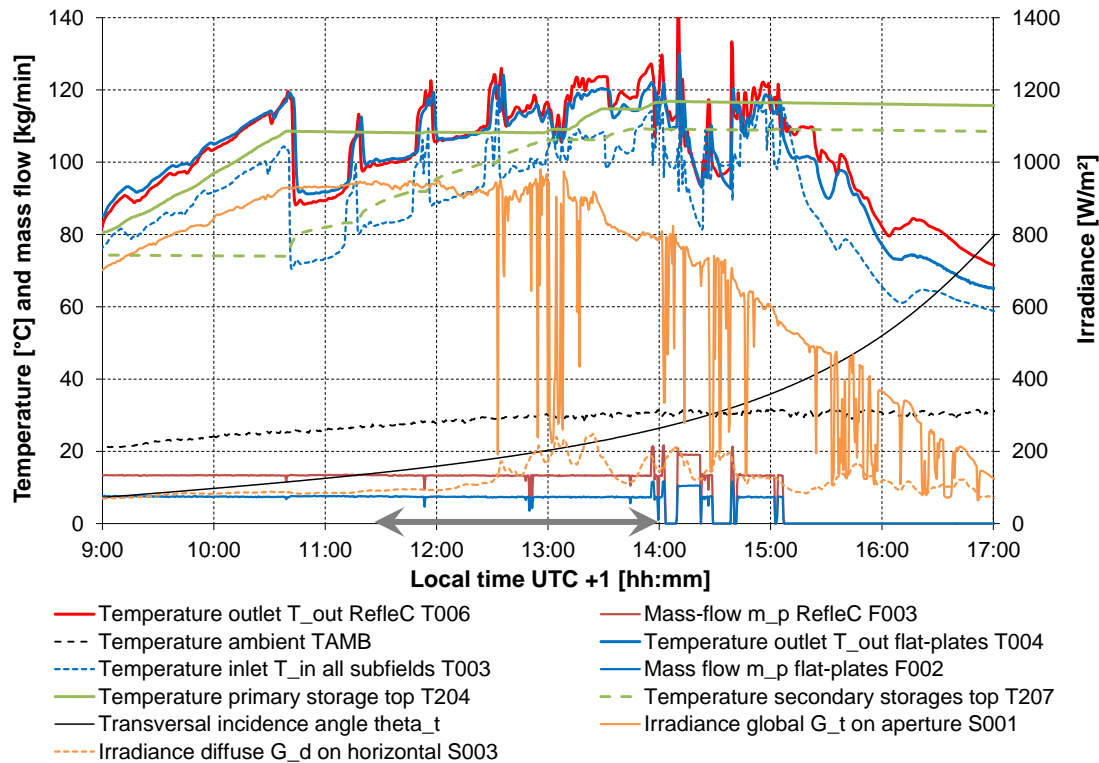 Temperature [°C] and mass flow [kg/min]
140
120
100
80
60
40
20
0
1400
1200
1000
800
600
400
200
0
Irradiance [W/m²]
9:00 10:00 11:00 12:00 13:00 14:00 15:00 16:00 17:00
Local time UTC +1 [hh:mm]
Temperature outlet T_out RefleC T006
Mass-flow m_p RefleC F003
Temperature ambient TAMB
Temperature outlet T_out flat-plates T004
Temperature inlet T_in all subfields T003
Mass flow m_p flat-plates F002
Temperature primary storage top T204
Temperature secondary storages top T207
Transversal incidence angle theta_t
Irradiance global G_t on aperture S001
Irradiance diffuse G_d on horizontal S003